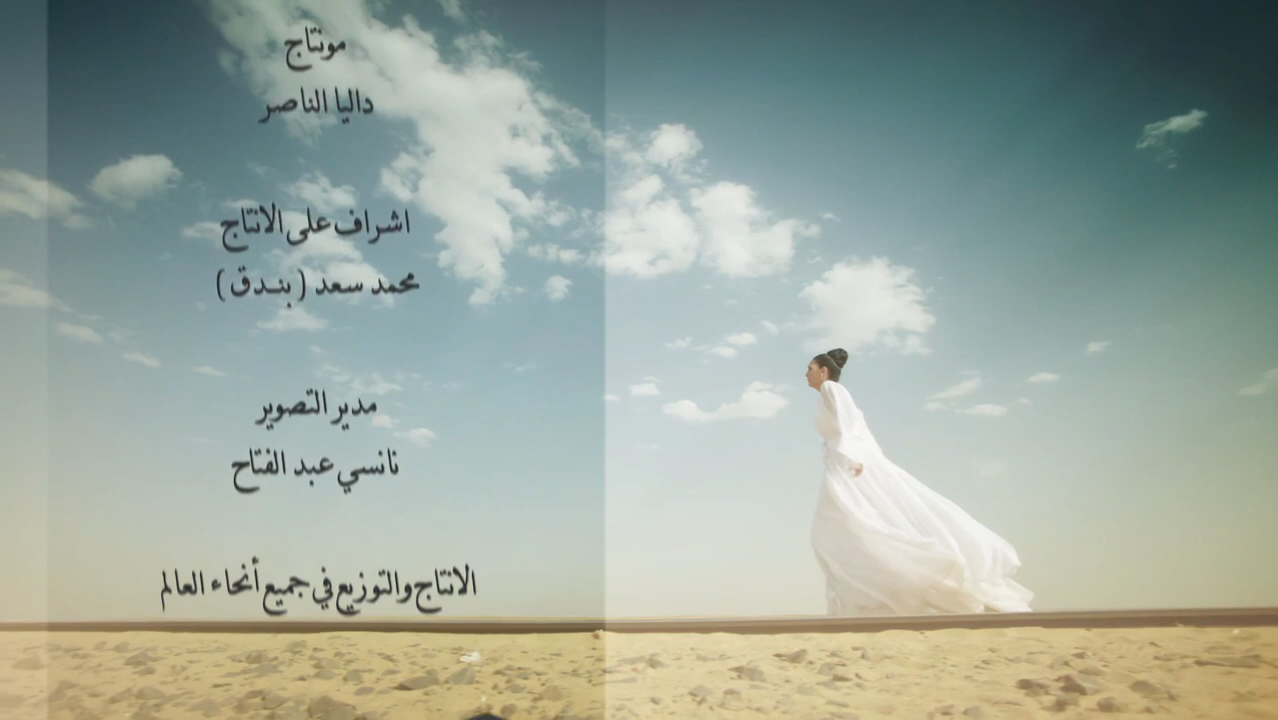 مونتاج
داليا الناصر
اشراف على الانتاج
محمد سعد ( بندق )
مدير التصوير
نانسي عبد الفتاح
الانتاج والتوزيع في جميع أنحاء العالم